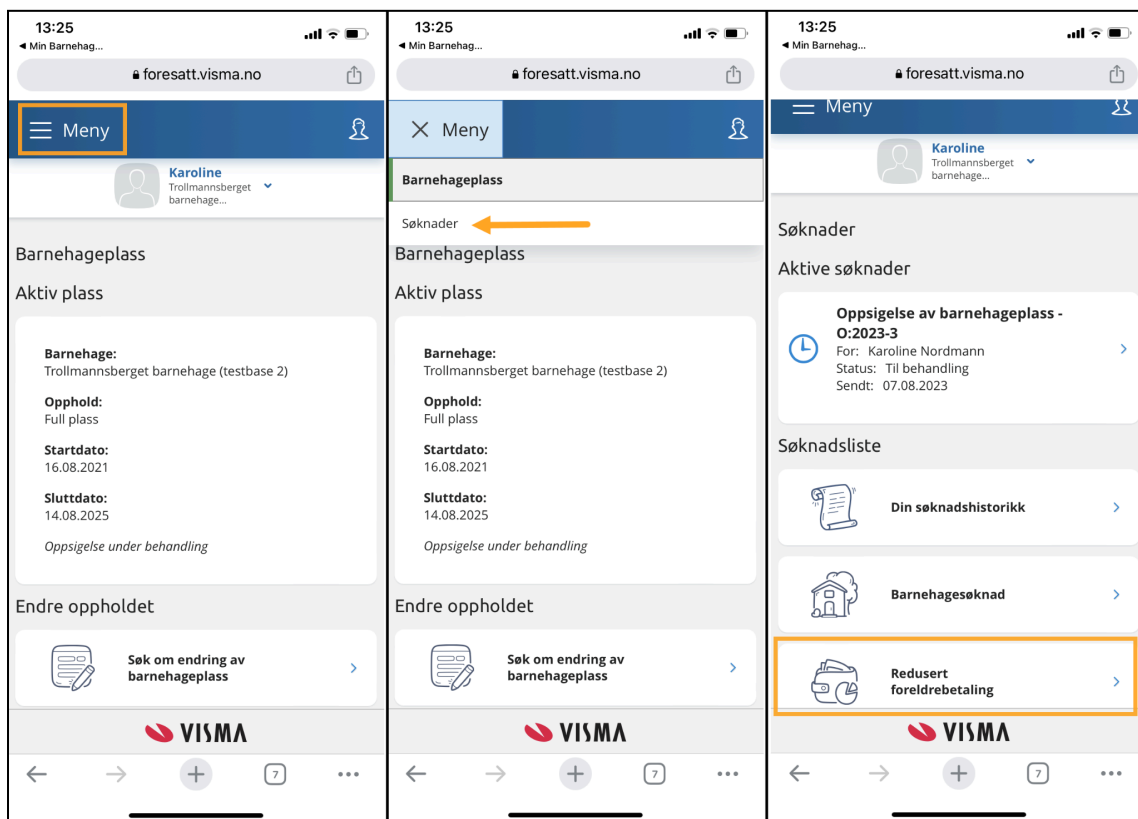 13:25
◀ Min Barnehag...
foresatt.visma.no
Meny
Karoline
Trollmannsberget
barnehage...
Barnehageplass
Aktiv plass
Barnehage:
Trollmannsberget barnehage (testbase 2)
Opphold:
Full plass
Startdato:
16.08.2021
Sluttdato:
14.08.2025
Oppsigelse under behandling
Endre oppholdet
Søk om endring av
barnehageplass
VISMA
7
13:25
◀ Min Barnehag...
foresatt.visma.no
Meny
Barnehageplass
Søknader
Barnehageplass
Aktiv plass
Barnehage:
Trollmannsberget barnehage (testbase 2)
Opphold:
Full plass
Startdato:
16.08.2021
Sluttdato:
14.08.2025
Oppsigelse under behandling
Endre oppholdet
Søk om endring av
barnehageplass
VISMA
7
13:25
◀ Min Barnehag...
foresatt.visma.no
Meny
Karoline
Trollmannsberget
barnehage...
Søknader
Aktive søknader
Oppsigelse av barnehageplass -
O:2023-3
For: Karoline Nordmann
Status: Til behandling
Sendt: 07.08.2023
Søknadsliste
Din søknadshistorikk
Barnehagesøknad
Redusert
foreldrebetaling
VISMA
7